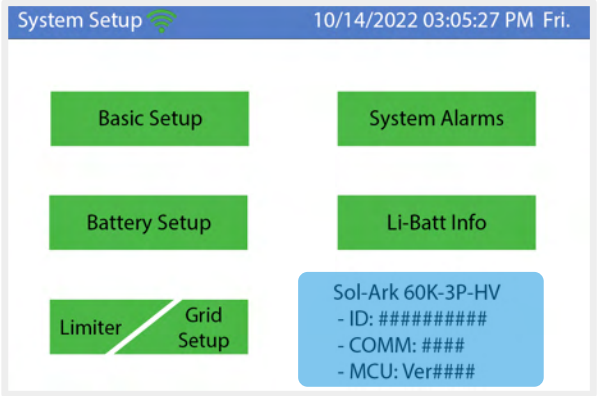 System Setup 10/14/2022 03:05:27 PM Fri.
Basic Setup
System Alarms
Battery Setup
Li-Batt Info
Limiter
Grid
Setup
Sol-Ark 60K-3P-HV
- ID: ##########
- COMM: ####
- MCU: Ver####